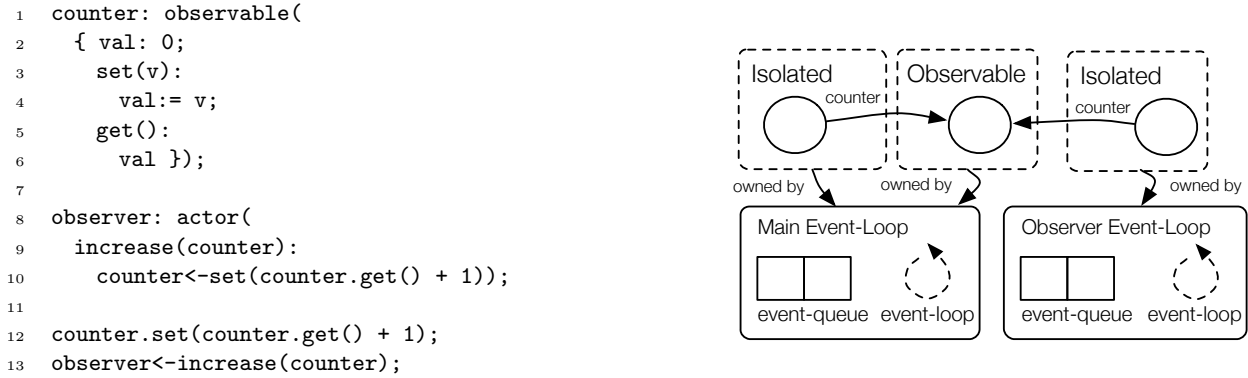 1 counter: observable(
2 { val: 0;
3 set(v):
4 val:= v;
5 get():
6 val });
7
8 observer: actor(
9 increase(counter):
10 counter<-set(counter.get() + 1));
11
12 counter.set(counter.get() + 1);
13 observer<-increase(counter);
Isolated Observable Isolated
counter counter
owned by owned by owned by
Main Event-Loop Observer Event-Loop
event-queue event-loop event-queue event-loop